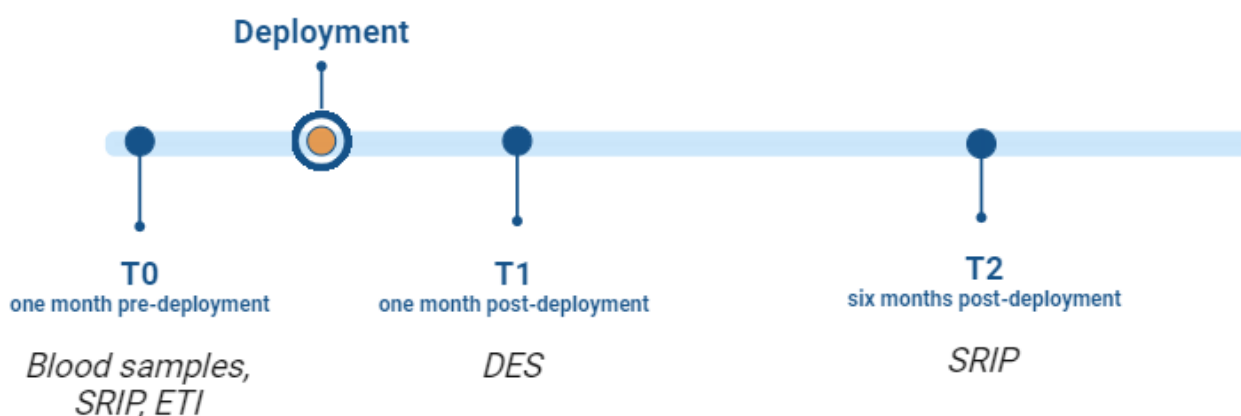 Deployment
T0
one month pre-deployment
Blood samples,
SRIP, ETI
T1
one month post-deployment
DES
T2
six months post-deployment
SRIP